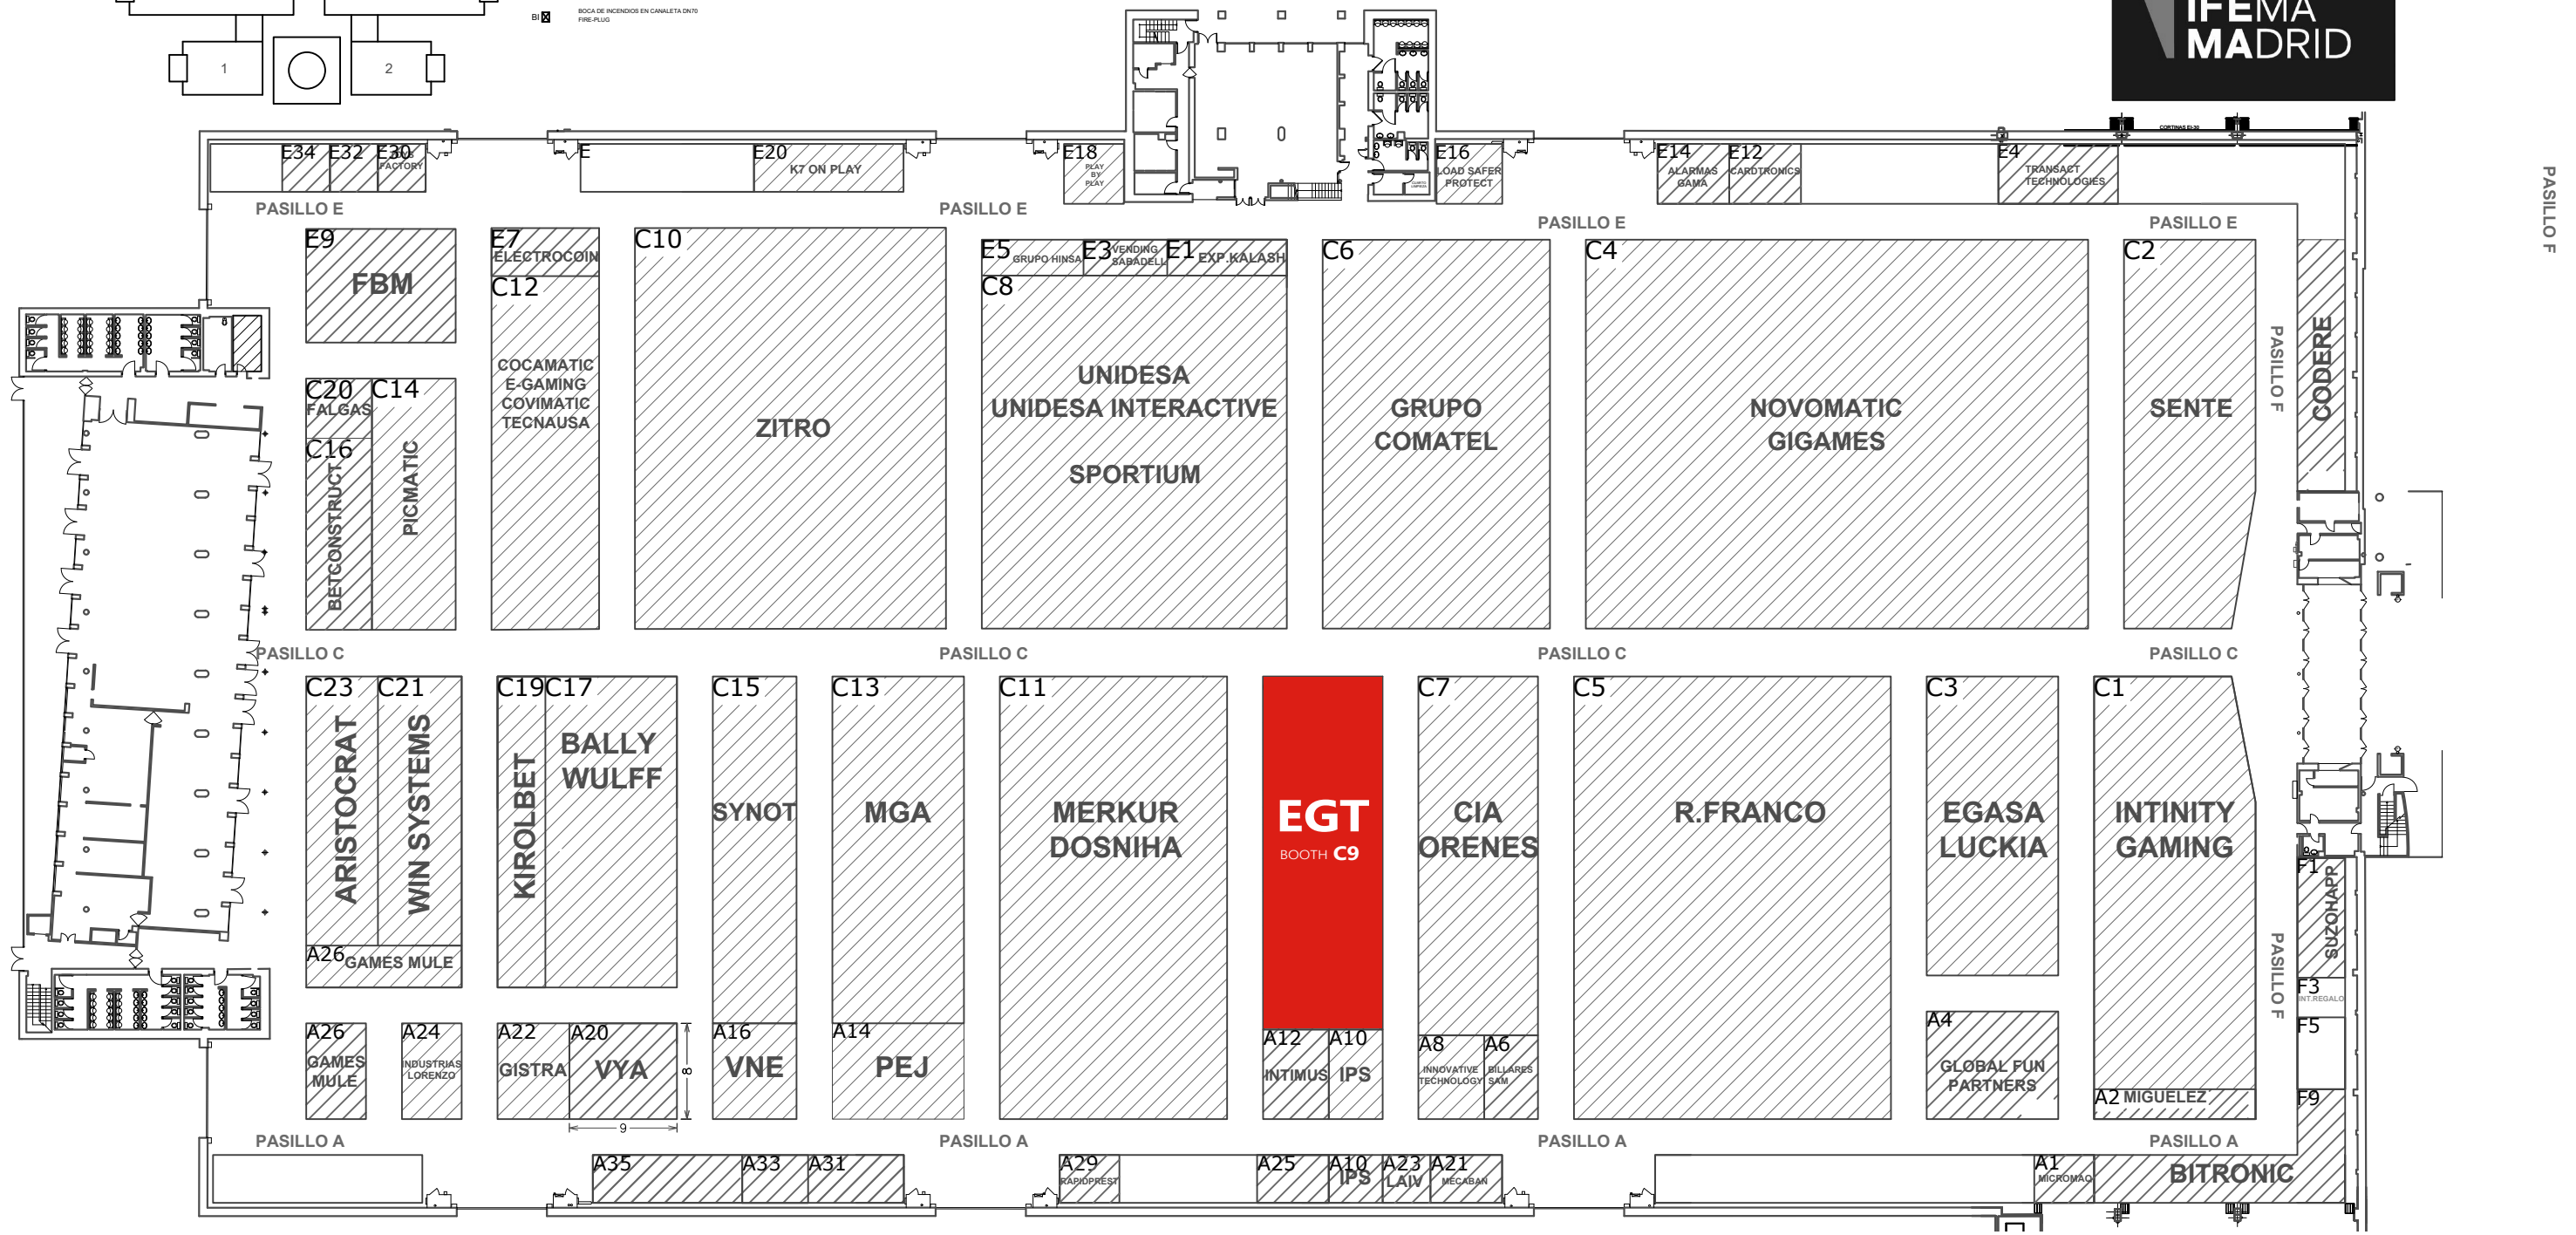 1
2
BI
BOCA DE INCENDIOS EN CANALETA DN70
FIRE-PLUG
IFEMA
MADRID
CORTINAS EI-30
E34
E32
E30
FACTORY
E
E20
K7 ON PLAY
E18
PLAY
BY
PLAY
E16
LOAD SAFER
PROTECT
E14
ALARMAS
GAMA
E12
CARDTRONICS
E4
TRANSACT
TECHNOLOGIES
PASILLO F
PASILLO E
PASILLO E
PASILLO E
PASILLO E
E9
FBM
E7
ELECTROCOIN
C12
COCAMATIC
E-GAMING
COVIMATIC
TECNAUSA
C10
ZITRO
E5
GRUPO HINSA
E3
VENDING
SABADELL
E1
EXP.KALASH
C8
UNIDESA
UNIDESA INTERACTIVE
SPORTIUM
C6
GRUPO
COMATEL
C4
NOVOMATIC
GIGAMES
C2
SENTE
PASILLO F
CODERE
C20
FALGAS
C14
PICMATIC
C16
BETCONSTRUCT
PASILLO C
PASILLO C
PASILLO C
PASILLO C
C23
ARISTOCRAT
C21
WIN SYSTEMS
C19
KIROLBET
C17
BALLY
WULFF
C15
SYNOT
C13
MGA
C11
MERKUR
DOSNIHA
EGT
BOOTH C9
C7
CIA
ORENES
C5
R.FRANCO
C3
EGASA
LUCKIA
C1
INTINITY
GAMING
F1
SUZOHAPP
PASILLO F
F3
INT.REGALO
F5
F9
A26
GAMES MULE
A26
GAMES
MULE
A24
INDUSTRIAS
LORENZO
A22
GISTRA
A20
VYA
8
9
A16
VNE
A14
PEJ
A12
INTIMUS
A10
IPS
A8
INNOVATIVE
TECHNOLOGY
A6
BILLARES
SAM
A4
GLOBAL FUN
PARTNERS
A2 MIGUELEZ
PASILLO A
PASILLO A
PASILLO A
PASILLO A
A35
A33
A31
A29
RAPIDPREST
A25
A10
IPS
A23
LAIV
A21
MECABAN
A1
MICROMAQ
BITRONIC